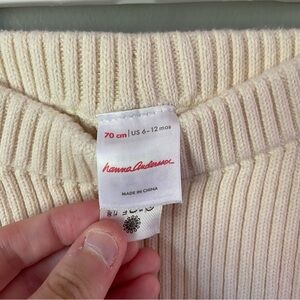 70 cm | US 6-12 mos
hanna andersson
MADE IN CHINA